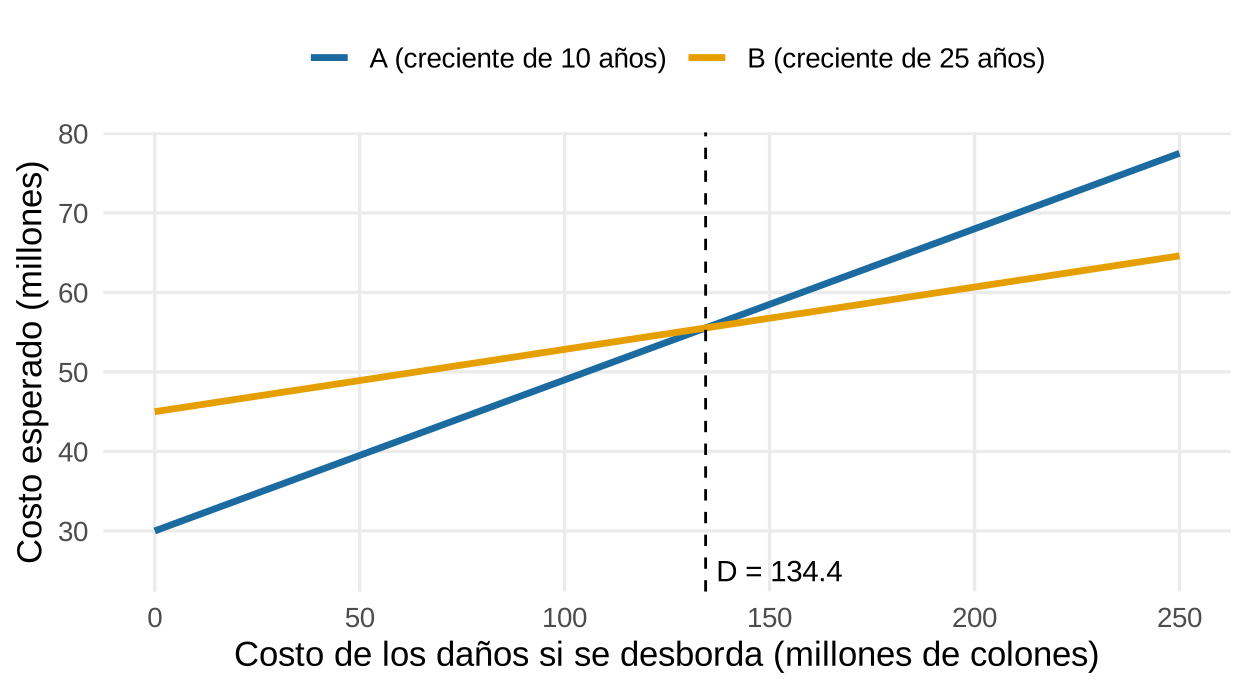 A (creciente de 10 años) B (creciente de 25 años)
Costo esperado (millones)
80
70
60
50
40
30
D = 134.4
0 50 100 150 200 250
Costo de los daños si se desborda (millones de colones)